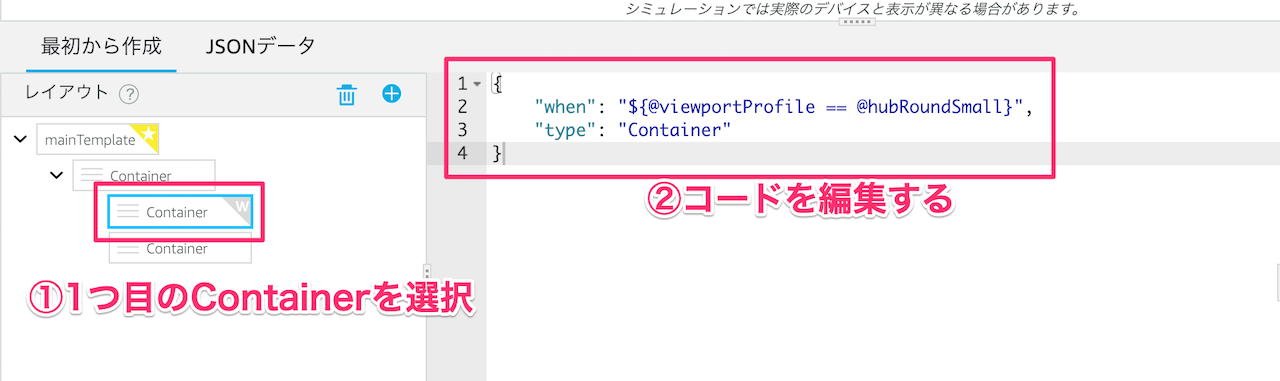 シミュレーションでは実際のデバイスと表示が異なる場合があります。
最初から作成 JSONデータ
レイアウト ?
mainTemplate
Container
Container W
Container
①1つ目のContainerを選択
1 {
2 "when": "${@viewportProfile == @hubRoundSmall}",
3 "type": "Container"
4 }
②コードを編集する